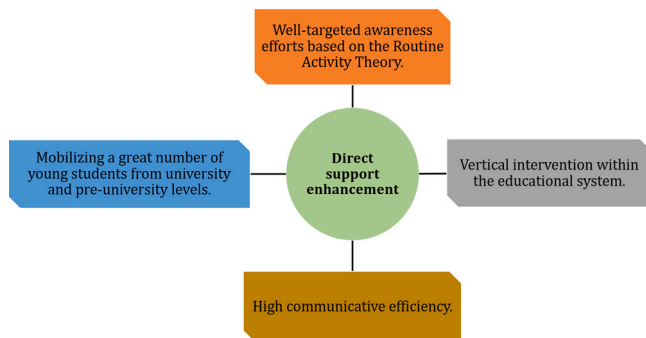 Well-targeted awareness
efforts based on the Routine
Activity Theory.
Mobilizing a great number of
young students from university
and pre-university levels.
Direct
support
enhancement
Vertical intervention within
the educational system.
High communicative efficiency.